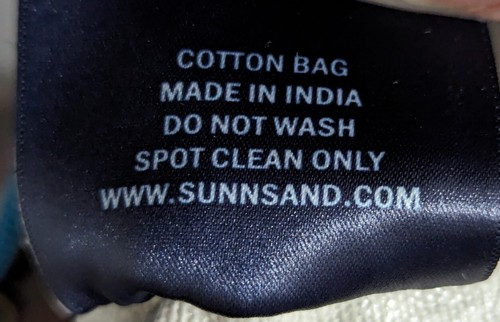 COTTON BAG
MADE IN INDIA
DO NOT WASH
SPOT CLEAN ONLY
WWW.SUNNSAND.COM